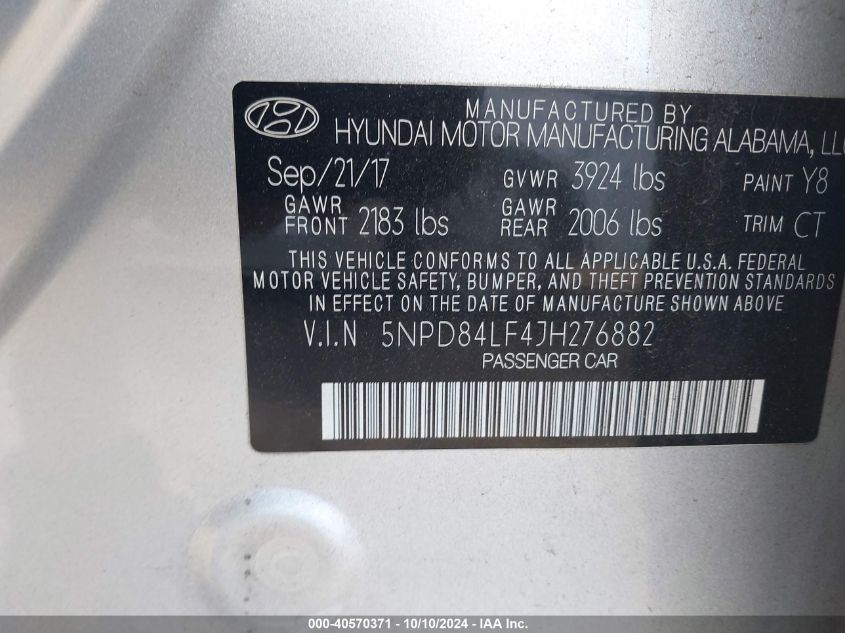 MANUFACTURED BY
HYUNDAI MOTOR MANUFACTURING ALABAMA, LLC
Sep/21/17 GVWR 3924 lbs PAINT Y8
GAWR FRONT 2183 lbs GAWR REAR 2006 lbs TRIM CT
THIS VEHICLE CONFORMS TO ALL APPLICABLE U.S.A. FEDERAL
MOTOR VEHICLE SAFETY, BUMPER, AND THEFT PREVENTION STANDARDS
IN EFFECT ON THE DATE OF MANUFACTURE SHOWN ABOVE
V.I.N 5NPD84LF4JH276882
PASSENGER CAR
000-40570371 - 10/10/2024 - IAA Inc.